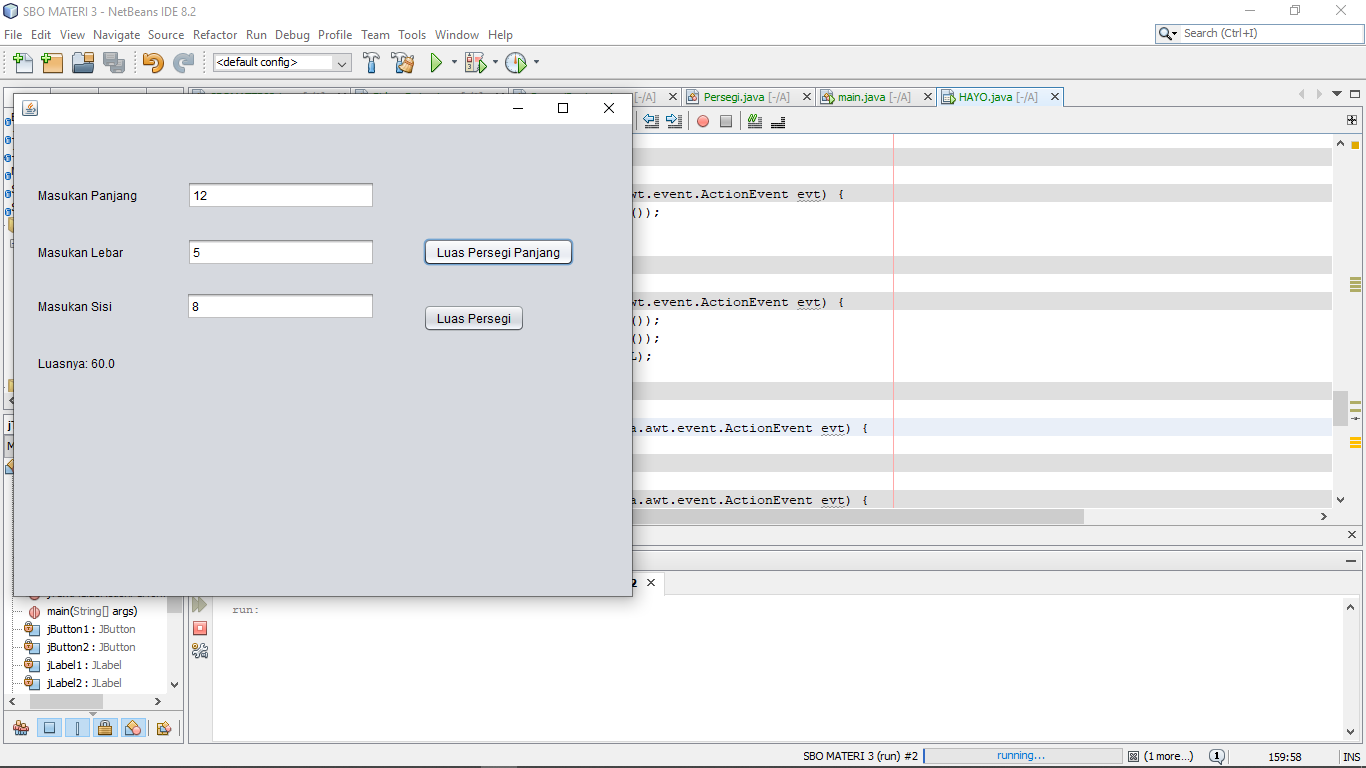 SBO MATERI 3 - NetBeans IDE 8.2
File Edit View Navigate Source Refactor Run Debug Profile Team Tools Window Help
Search (Ctrl+I)
<default config>
[-/A] Persegi.java [-/A] main.java [-/A] HAYO.java [-/A]
Masukan Panjang 12
Masukan Lebar 5 Luas Persegi Panjang
Masukan Sisi 8
Luas Persegi
Luasnya: 60.0
wt.event.ActionEvent evt) {
());
wt.event.ActionEvent evt) {
());
());
);
a.awt.event.ActionEvent evt) {
a.awt.event.ActionEvent evt) {
run:
main(String[] args)
jButton1 : JButton
jButton2 : JButton
jLabel1 : JLabel
jLabel2 : JLabel
SBO MATERI 3 (run) #2 running... (1 more...) 1 159:58 INS